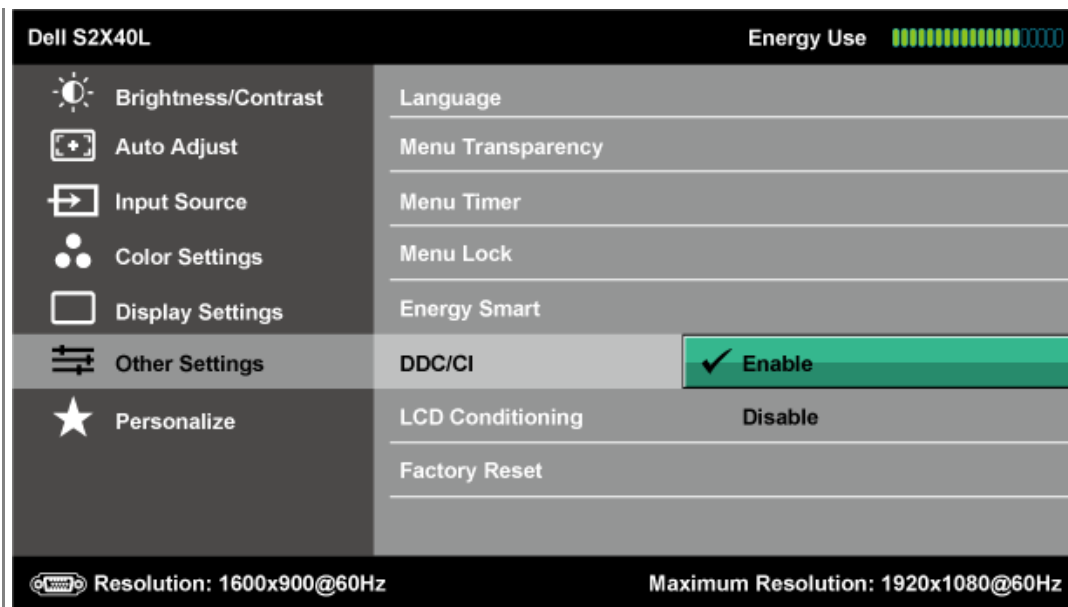 Dell S2X40L Energy Use
Brightness/Contrast Language
Auto Adjust Menu Transparency
Input Source Menu Timer
Color Settings Menu Lock
Display Settings Energy Smart
Other Settings DDC/CI Enable
Personalize LCD Conditioning Disable
Factory Reset
Resolution: 1600x900@60Hz Maximum Resolution: 1920x1080@60Hz